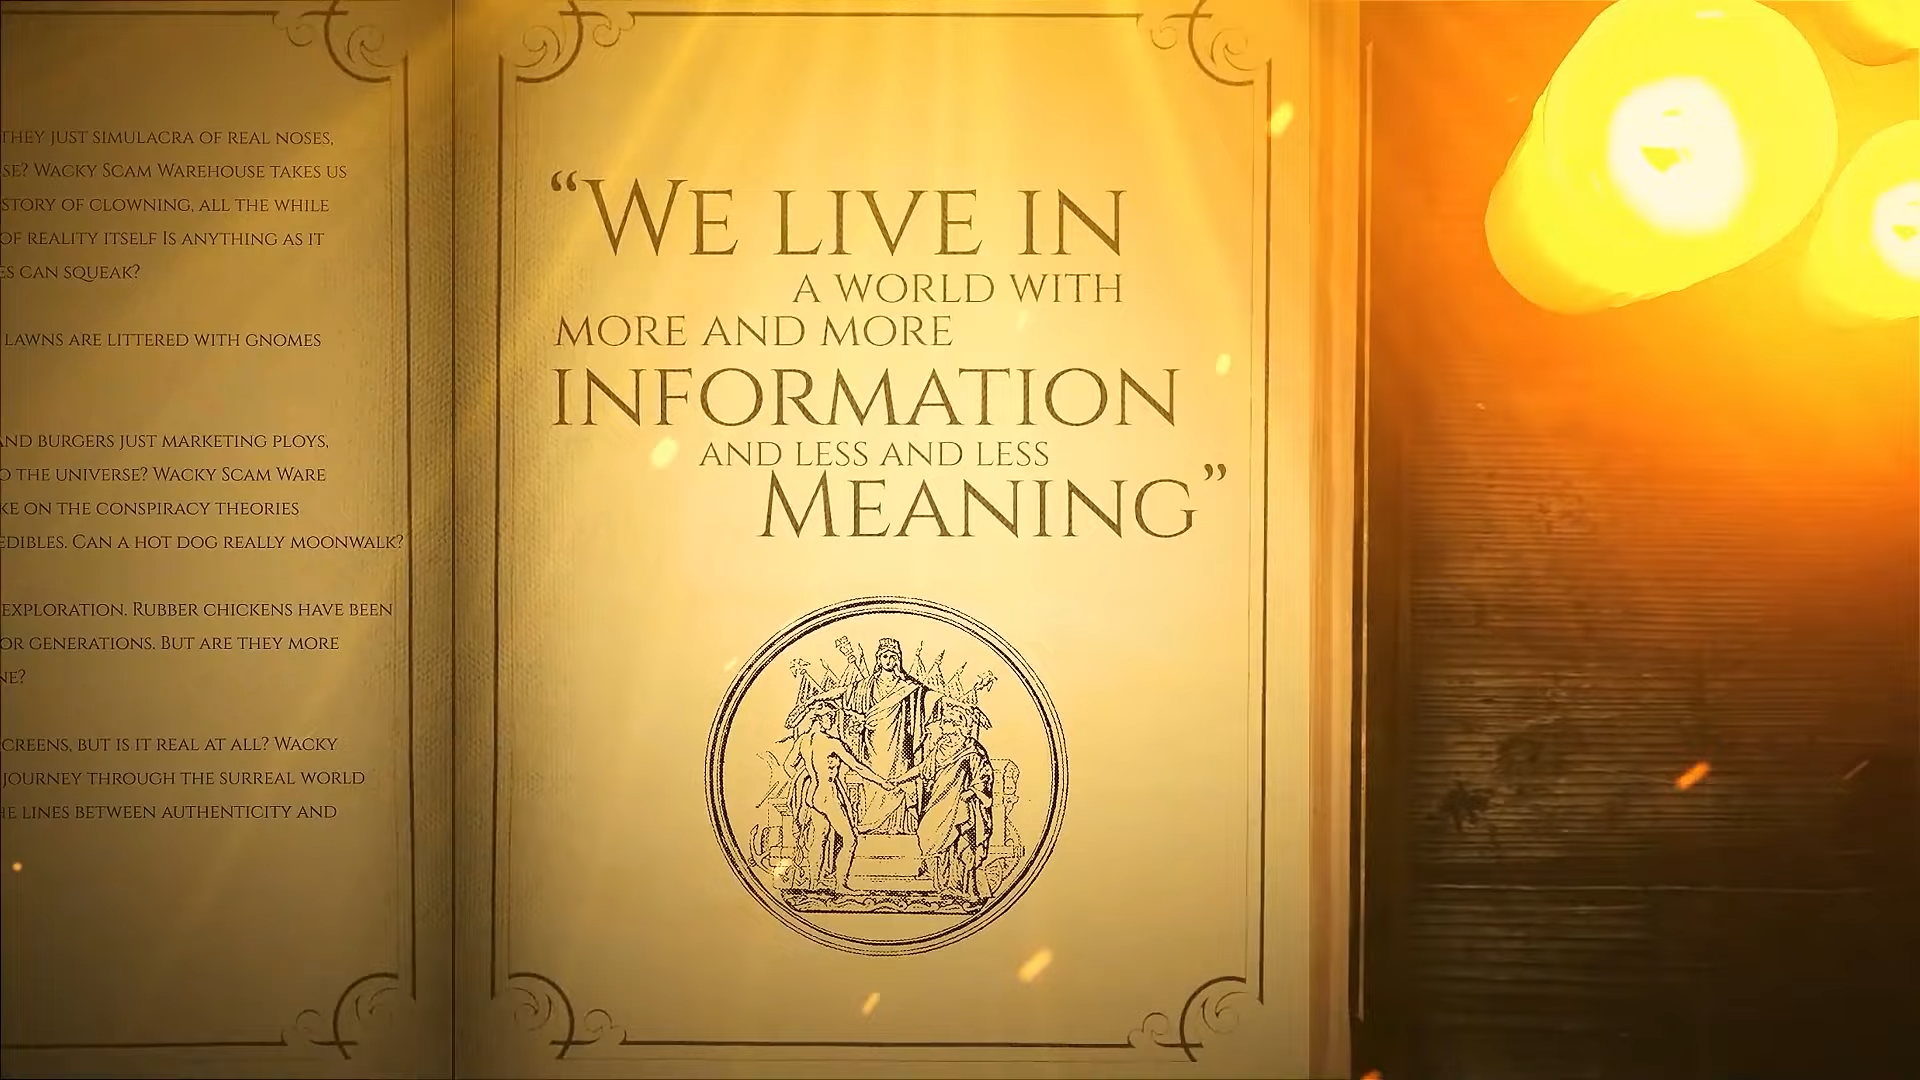 THEY JUST SIMULACRA OF REAL NOSES,
SE? WACKY SCAM WAREHOUSE TAKES US
STORY OF CLOWNING, ALL THE WHILE
OF REALITY ITSELF IS ANYTHING AS IT
ES CAN SQUEAK?
LAWNS ARE LITTERED WITH GNOMES
AND BURGERS JUST MARKETING PLOYS,
O THE UNIVERSE? WACKY SCAM WARE
KE ON THE CONSPIRACY THEORIES
EDIBLES. CAN A HOT DOG REALLY MOONWALK?
EXPLORATION. RUBBER CHICKENS HAVE BEEN
OR GENERATIONS. BUT ARE THEY MORE
NE?
CREENS, BUT IS IT REAL AT ALL? WACKY
JOURNEY THROUGH THE SURREAL WORLD
HE LINES BETWEEN AUTHENTICITY AND
“WE LIVE IN
A WORLD WITH
MORE AND MORE
INFORMATION
AND LESS AND LESS
MEANING”